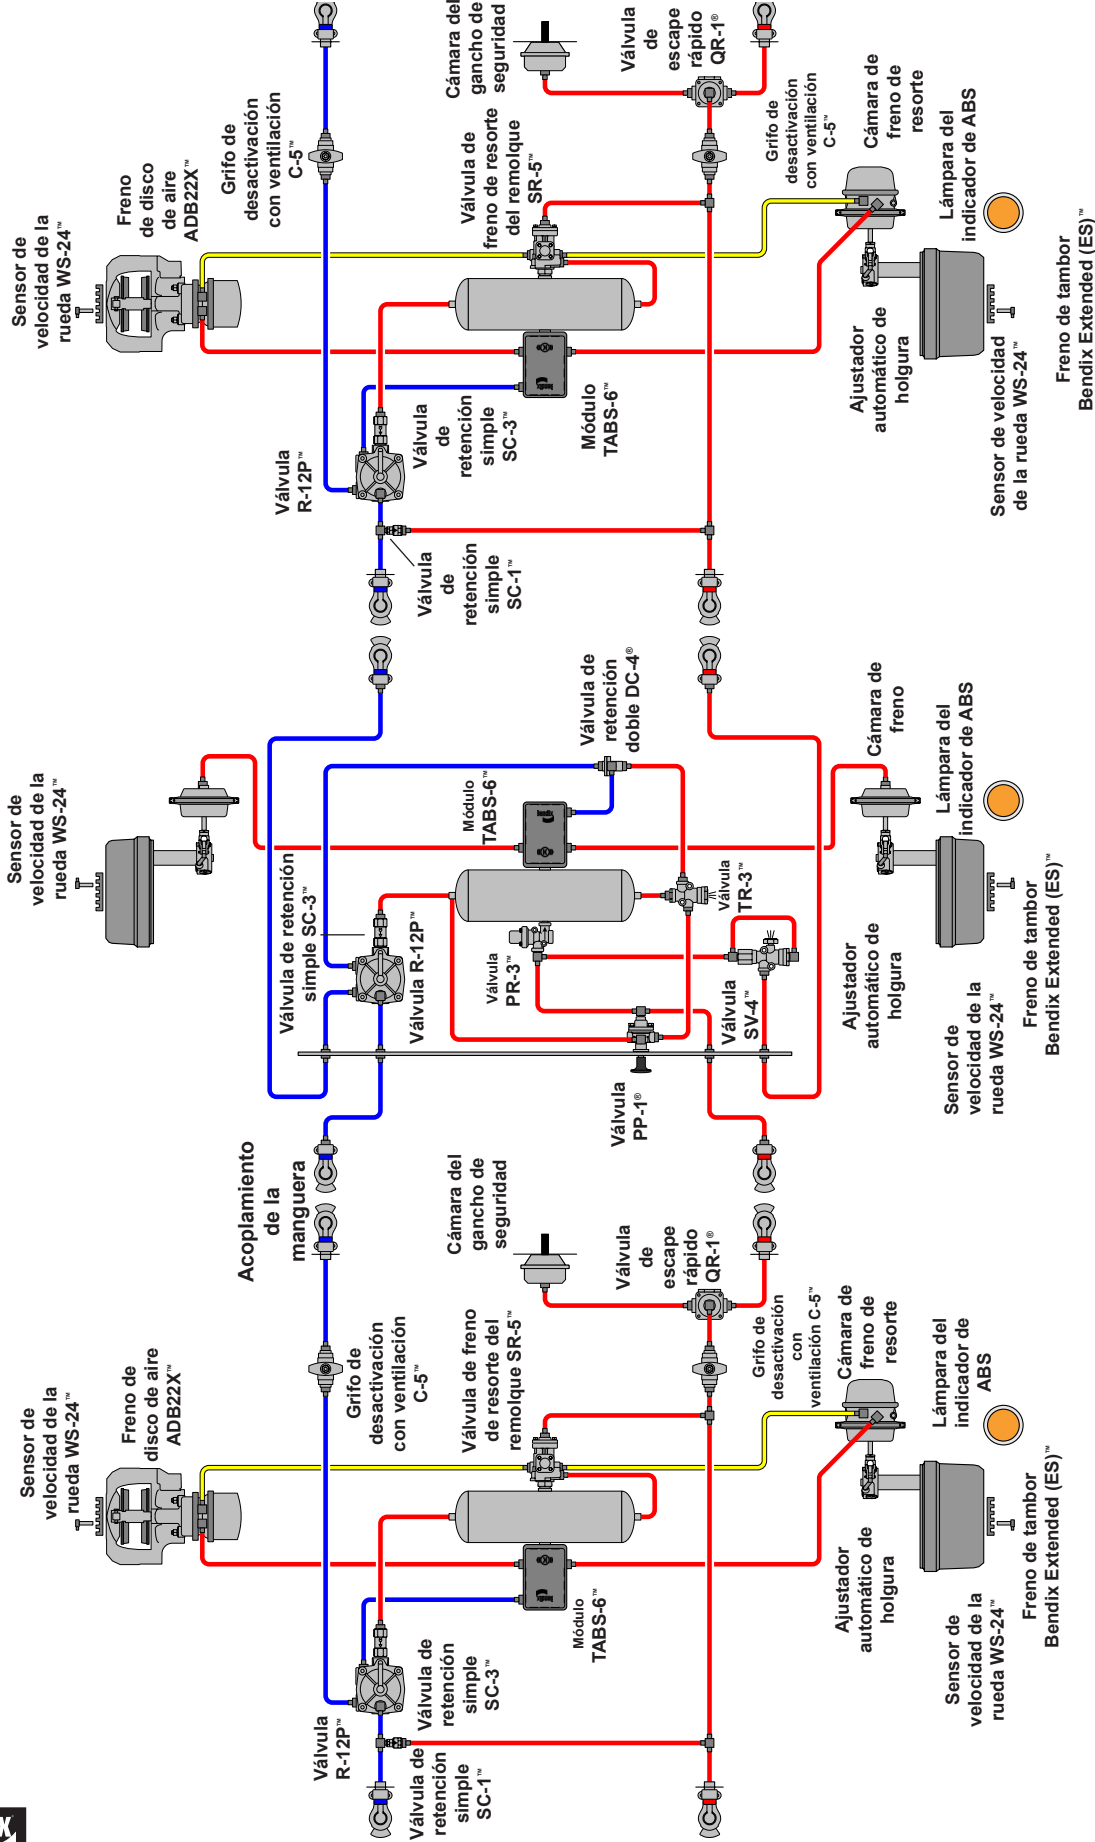 Sensor de
velocidad de la
rueda WS-24™
Freno de
disco de aire
ADB22X™
Grifo de
desactivación
con ventilación
C-5™
Válvula
R-12P™
Válvula de
retención
simple
SC-3™
Válvula de
retención
simple
SC-1™
Válvula de freno
de resorte del
remolque SR-5™
Módulo
TABS-6™
Cámara del
gancho de
seguridad
Válvula
de
escape
rápido
QR-1®
Grifo de
desactivación
con
ventilación C-5™
Cámara de
freno de
resorte
Lámpara del
indicador de
ABS
Ajustador
automático de
holgura
Sensor de
velocidad de la
rueda WS-24™
Freno de tambor
Bendix Extended (ES)™
Acoplamiento
de la
manguera
Sensor de
velocidad de la
rueda WS-24™
Válvula de retención
simple SC-3™
Válvula R-12P™
Módulo
TABS-6™
Bendix
Válvula de
retención
doble DC-4®
Válvula
PR-3™
Válvula
TR-3™
Válvula
SV-4™
Válvula
PP-1®
Cámara de
freno
Lámpara del
indicador de ABS
Ajustador
automático de
holgura
Sensor de
velocidad de la
rueda WS-24™
Freno de tambor
Bendix Extended (ES)™
Sensor de
velocidad de la
rueda WS-24™
Freno
de disco
de aire
ADB22X™
Grifo de
desactivación
con ventilación
C-5™
Válvula
R-12P™
Válvula
de
retención
simple
SC-3™
Válvula
de
retención
simple
SC-1™
Válvula de
freno de resorte
del remolque
SR-5™
Módulo
TABS-6™
Cámara del
gancho de
seguridad
Válvula
de
escape
rápido
QR-1®
Grifo de
desactivación
con ventilación
C-5™
Cámara de
freno de
resorte
Lámpara del
indicador de ABS
Ajustador
automático de
holgura
Sensor de velocidad
de la rueda WS-24™
Freno de tambor
Bendix Extended (ES)™